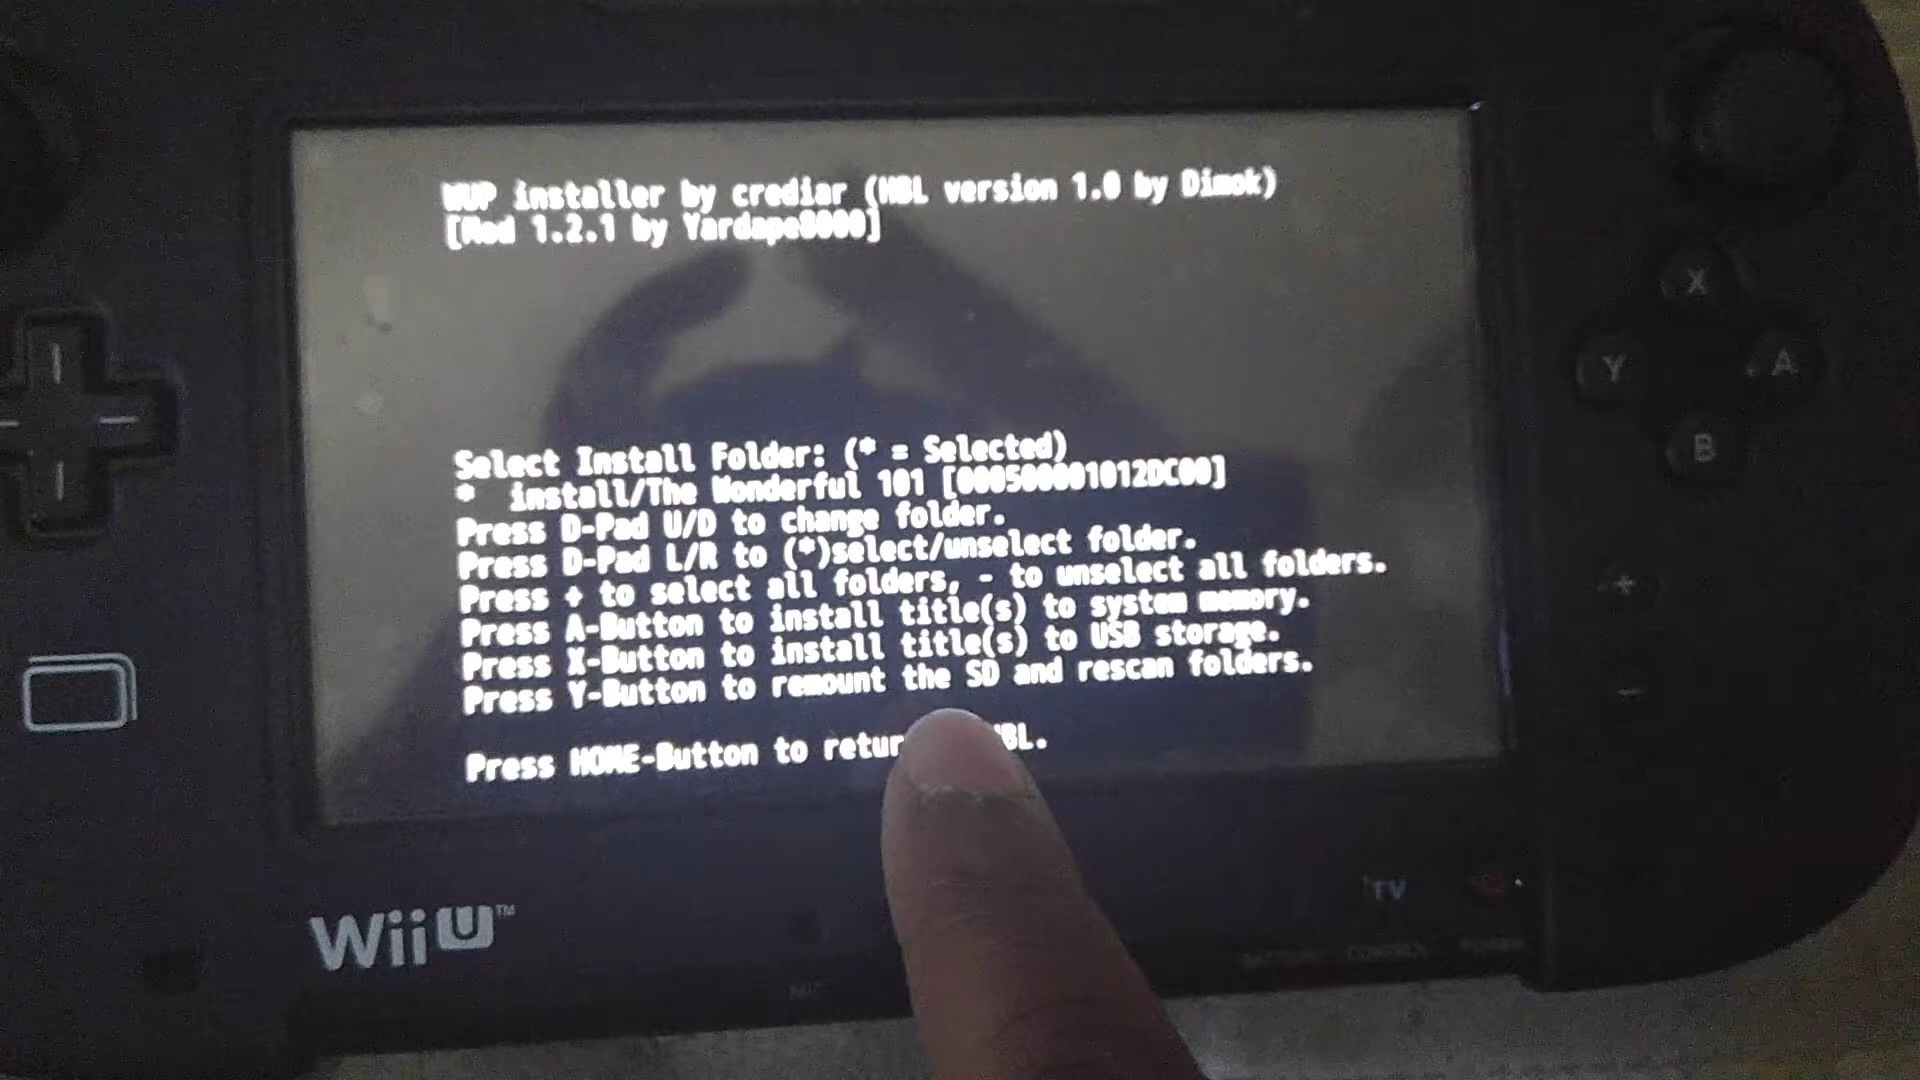 WUP installer by crediar (HBL version 1.0 by Dimok)
[Mod 1.2.1 by Yardape8000]
Select Install Folder: (* = Selected)
* install/The Wonderful 101 [000500001012DC00]
Press D-Pad U/D to change folder.
Press D-Pad L/R to (*)select/unselect folder.
Press + to select all folders, - to unselect all folders.
Press A-Button to install title(s) to system memory.
Press X-Button to install title(s) to USB storage.
Press Y-Button to remount the SD and rescan folders.
Press HOME-Button to retur HBL.
X
Y
A
B
+
-
TV
WiiU™
MIC